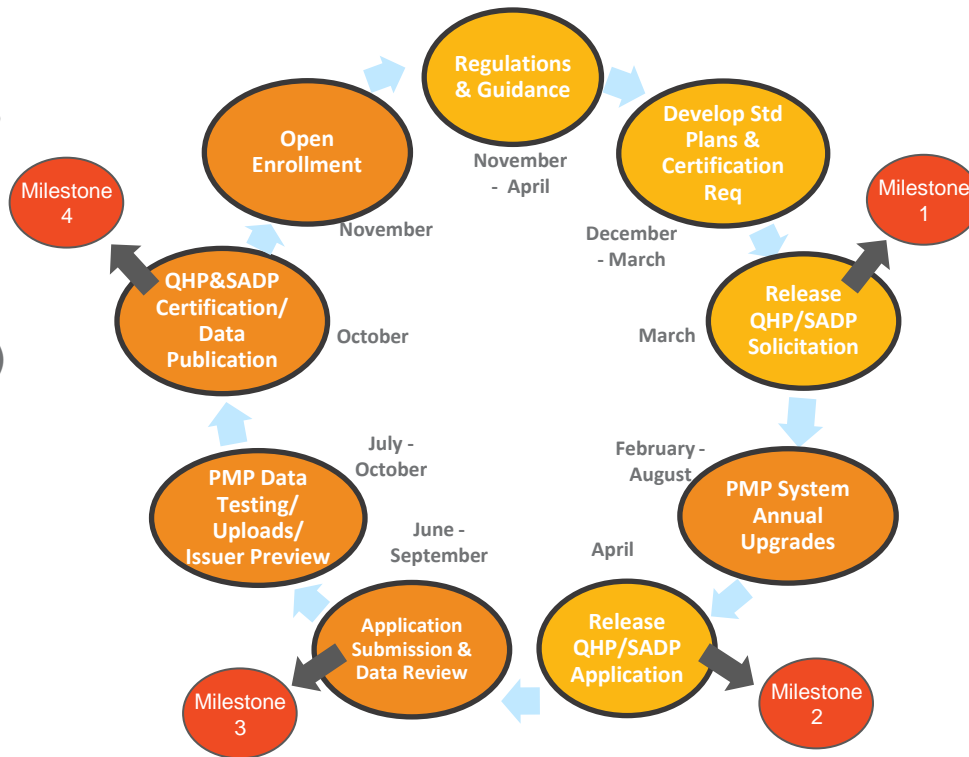 Regulations
& Guidance
November
- April
Develop Std
Plans &
Certification
Req
December
- March
Milestone
1
Release
QHP/SADP
Solicitation
March
PMP System
Annual
Upgrades
February -
August
Release
QHP/SADP
Application
April
Milestone
2
Application
Submission &
Data Review
June -
September
Milestone
3
PMP Data
Testing/
Uploads/
Issuer Preview
July -
October
QHP&SADP
Certification/
Data
Publication
October
Milestone
4
Open
Enrollment
November